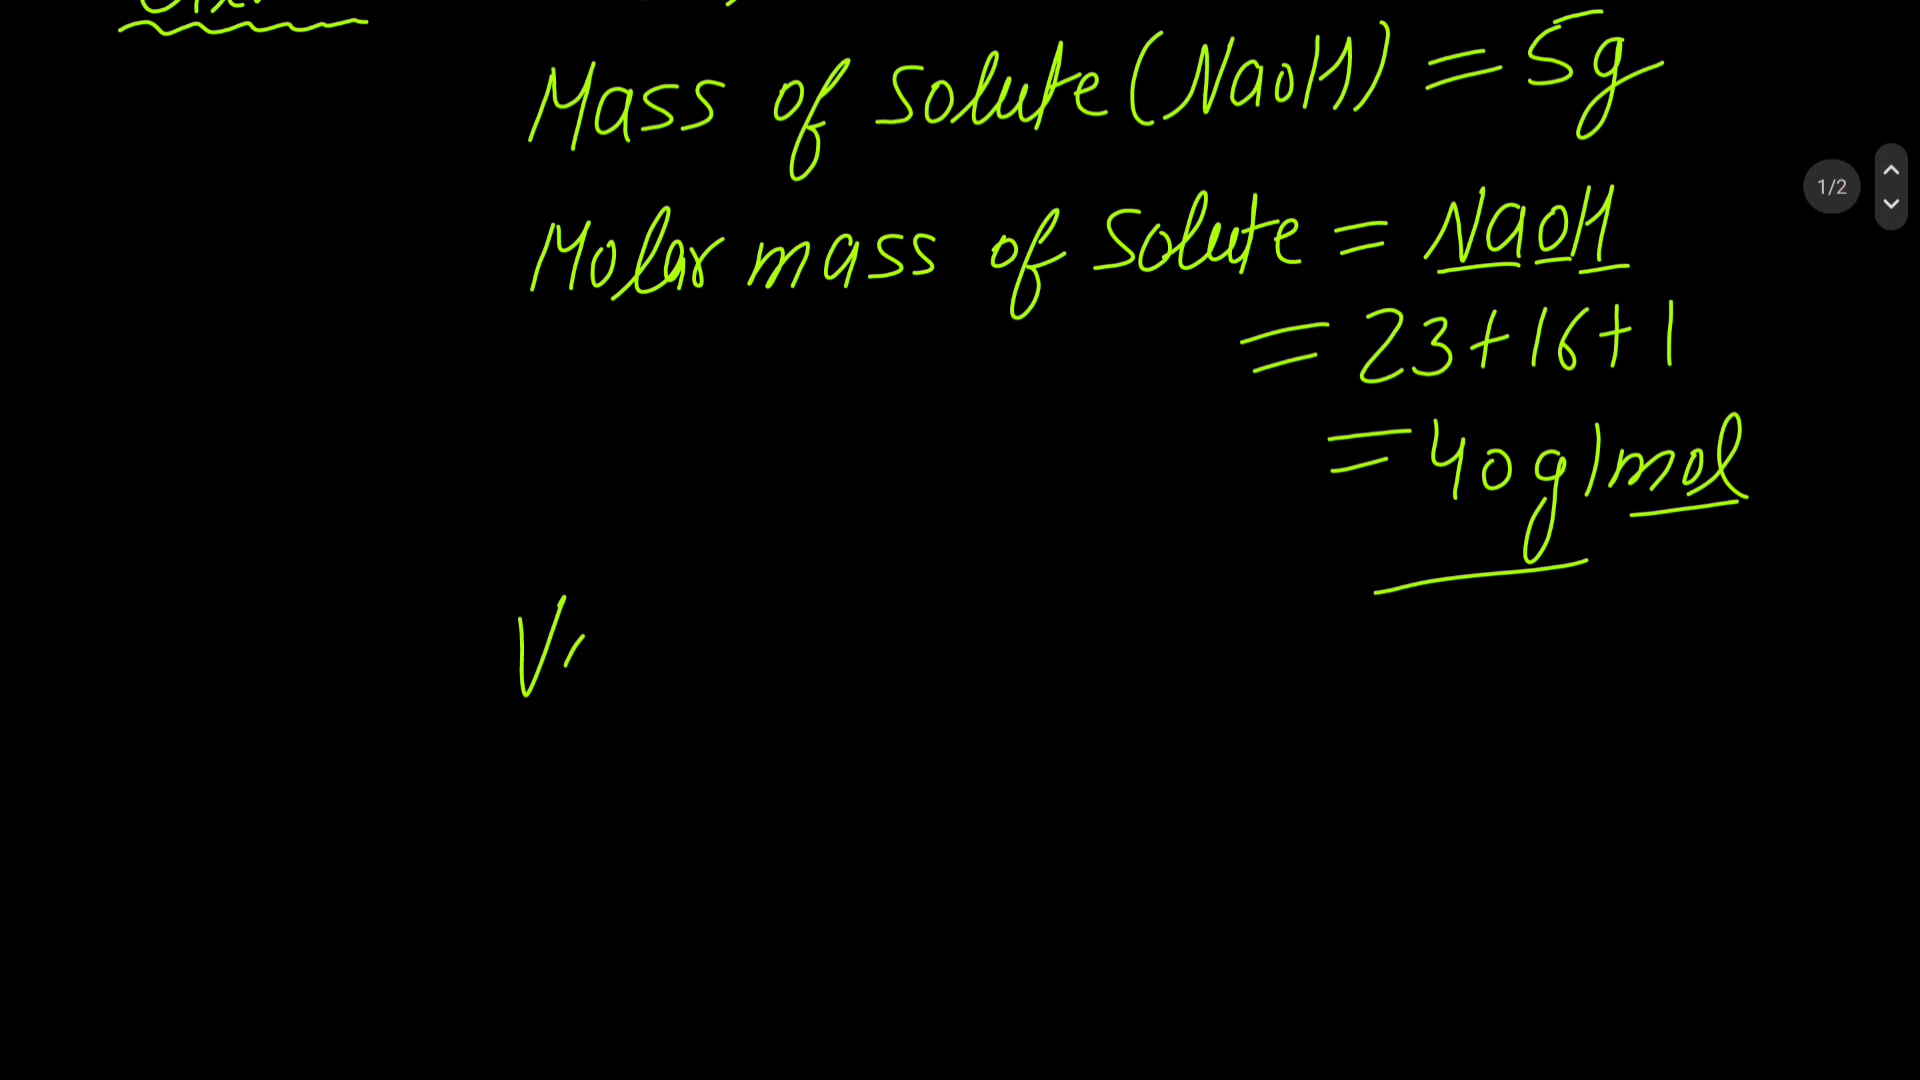 Mass of Solute (NaoH) = 5g
Molar mass of Solute = NaoH
= 23+16+1
= 40g/mol
V
1/2